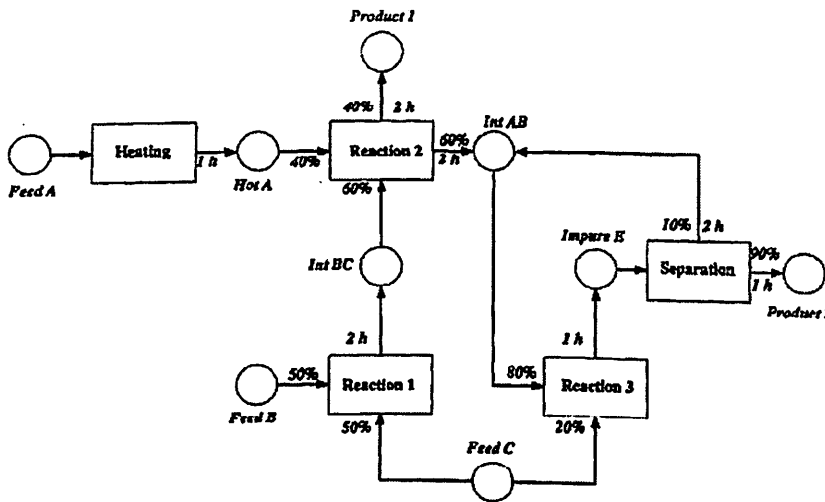 Product 1
40% 2 h
Int AB
Heating
1 h
40%
Reaction 2
60%
2 h
Feed A
Hot A
60%
10% 2 h
Impure E
90%
Int BC
Separation
1 h
Product
2 h
1 h
50%
Reaction 1
80%
Reaction 3
Feed B
50%
20%
Feed C